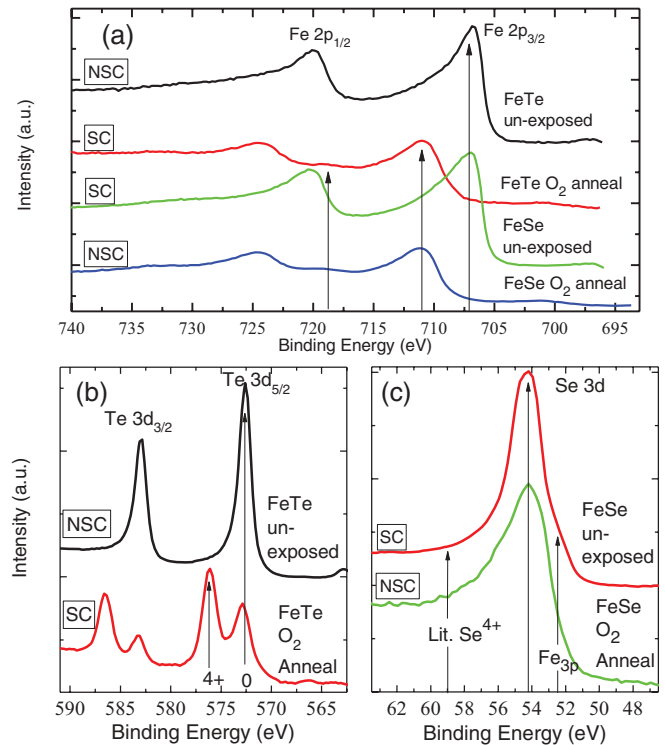 (a)
Fe 2p1/2
Fe 2p3/2
NSC
FeTe
un-exposed
SC
FeTe O2 anneal
SC
FeSe
un-exposed
NSC
FeSe O2 anneal
Intensity (a.u.)
740 735 730 725 720 715 710 705 700 695
Binding Energy (eV)
(b)
Te 3d5/2
Te 3d3/2
NSC
FeTe
un-
exposed
SC
FeTe
O2
Anneal
4+ 0
Intensity (a.u.)
590 585 580 575 570 565
Binding Energy (eV)
(c)
Se 3d
SC
FeSe
un-
exposed
NSC
FeSe
O2
Anneal
Lit. Se4+
Fe3p
62 60 58 56 54 52 50 48
Binding Energy (eV)